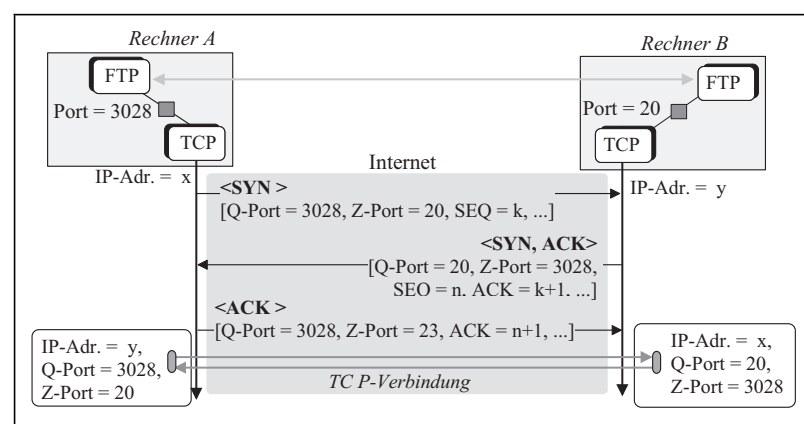 Rechner A
Rechner B
FTP
FTP
Port = 3028
Port = 20
TCP
TCP
Internet
IP-Adr. = x
IP-Adr. = y
<SYN >
[Q-Port = 3028, Z-Port = 20, SEQ = k, ...]
<SYN, ACK>
[Q-Port = 20, Z-Port = 3028,
SEO = n. ACK = k+1. ...]
<ACK >
[Q-Port = 3028, Z-Port = 23, ACK = n+1, ...]
IP-Adr. = y,
Q-Port = 3028,
Z-Port = 20
IP-Adr. = x,
Q-Port = 20,
Z-Port = 3028
TC P-Verbindung